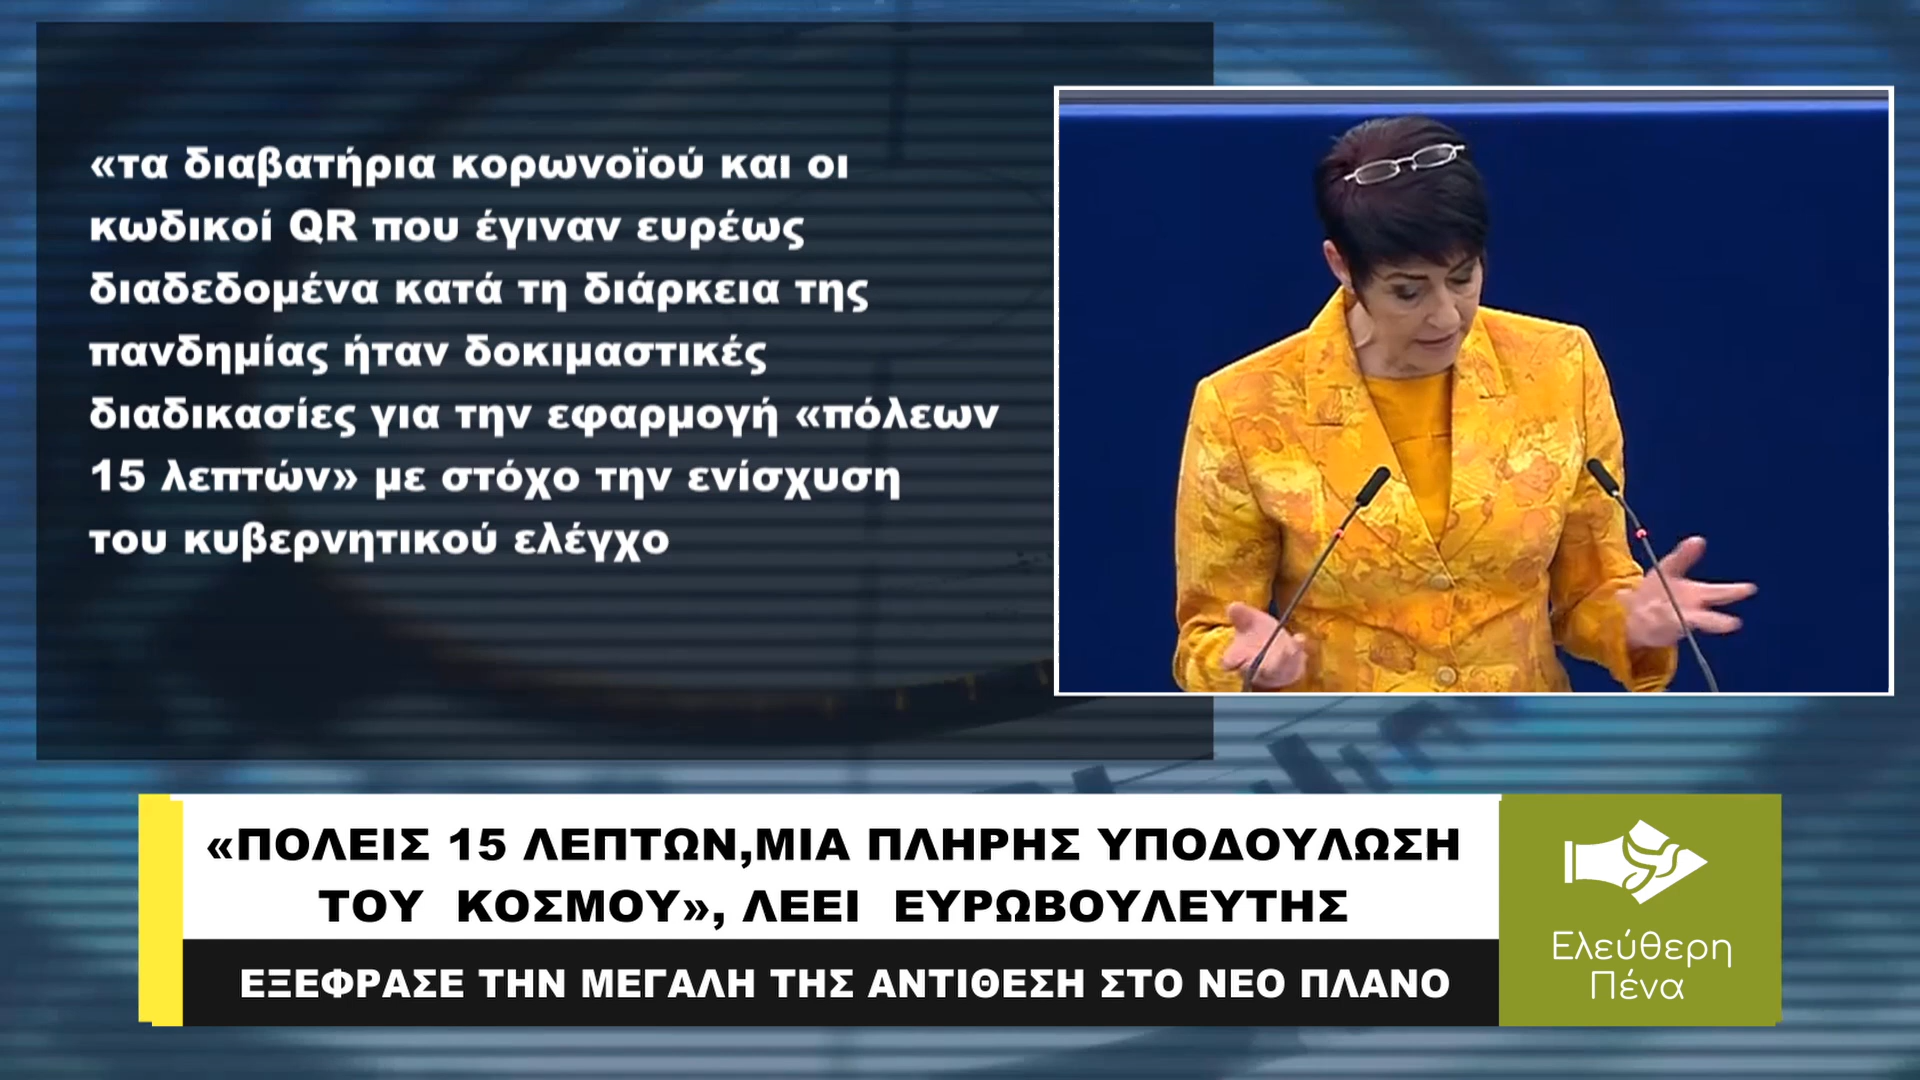 «τα διαβατήρια κορωνοϊού και οι
κωδικοί QR που έγιναν ευρέως
διαδεδομένα κατά τη διάρκεια της
πανδημίας ήταν δοκιμαστικές
διαδικασίες για την εφαρμογή «πόλεων
15 λεπτών» με στόχο την ενίσχυση
του κυβερνητικού ελέγχο
«ΠΟΛΕΙΣ 15 ΛΕΠΤΩΝ,ΜΙΑ ΠΛΗΡΗΣ ΥΠΟΔΟΥΛΩΣΗ
ΤΟΥ ΚΟΣΜΟΥ», ΛΕΕΙ ΕΥΡΩΒΟΥΛΕΥΤΗΣ
ΕΞΕΦΡΑΣΕ ΤΗΝ ΜΕΓΑΛΗ ΤΗΣ ΑΝΤΙΘΕΣΗ ΣΤΟ ΝΕΟ ΠΛΑΝΟ
Ελεύθερη
Πένα